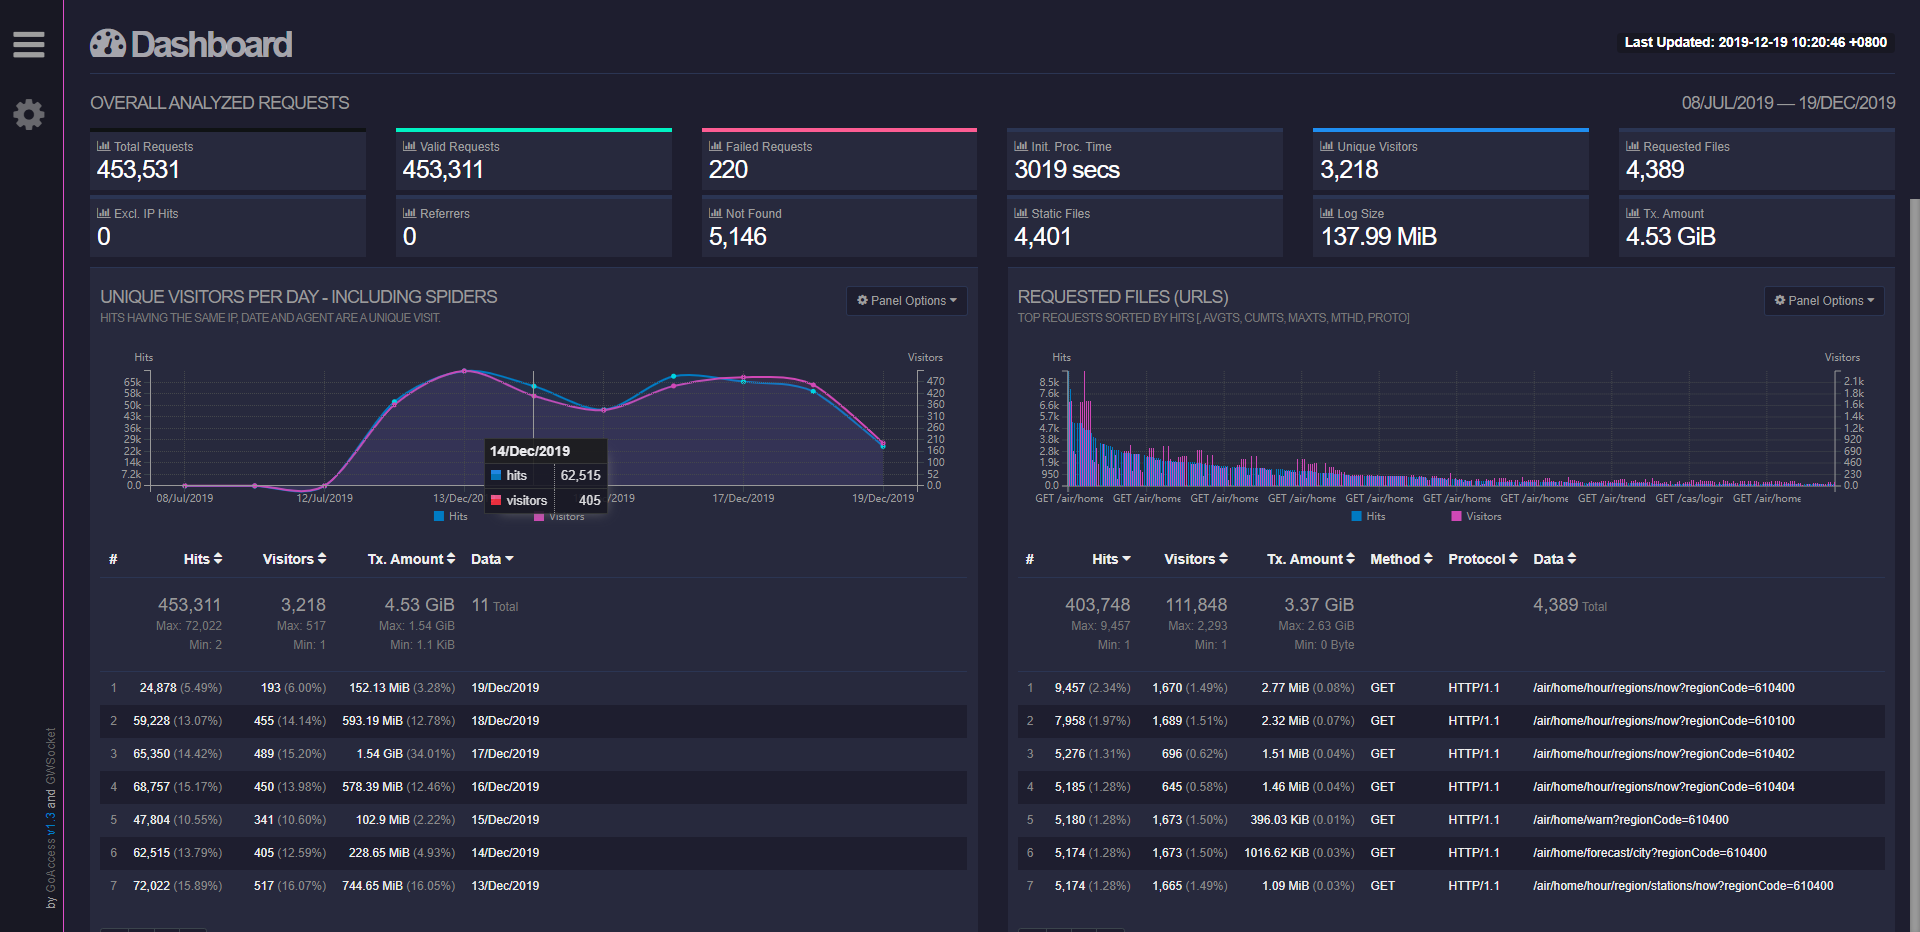 Dashboard
Last Updated: 2019-12-19 10:20:46 +0800
OVERALL ANALYZED REQUESTS
08/JUL/2019 — 19/DEC/2019
Total Requests
453,531
Valid Requests
453,311
Failed Requests
220
Init. Proc. Time
3019 secs
Unique Visitors
3,218
Requested Files
4,389
Excl. IP Hits
0
Referrers
0
Not Found
5,146
Static Files
4,401
Log Size
137.99 MiB
Tx. Amount
4.53 GiB
UNIQUE VISITORS PER DAY - INCLUDING SPIDERS
Panel Options
HITS HAVING THE SAME IP, DATE AND AGENT ARE A UNIQUE VISIT.
Hits
Visitors
65k
58k
50k
43k
36k
29k
22k
14k
7.2k
0.0
470
420
360
310
260
210
160
100
52
0.0
08/Jul/2019
12/Jul/2019
13/Dec/20
/2019
17/Dec/2019
19/Dec/2019
14/Dec/2019
hits 62,515
visitors 405
Hits
Visitors
# Hits Visitors Tx. Amount Data
453,311 3,218 4.53 GiB 11 Total
Max: 72,022 Max: 517 Max: 1.54 GiB
Min: 2 Min: 1 Min: 1.1 KiB
1 24,878 (5.49%) 193 (6.00%) 152.13 MiB (3.28%) 19/Dec/2019
2 59,228 (13.07%) 455 (14.14%) 593.19 MiB (12.78%) 18/Dec/2019
3 65,350 (14.42%) 489 (15.20%) 1.54 GiB (34.01%) 17/Dec/2019
4 68,757 (15.17%) 450 (13.98%) 578.39 MiB (12.46%) 16/Dec/2019
5 47,804 (10.55%) 341 (10.60%) 102.9 MiB (2.22%) 15/Dec/2019
6 62,515 (13.79%) 405 (12.59%) 228.65 MiB (4.93%) 14/Dec/2019
7 72,022 (15.89%) 517 (16.07%) 744.65 MiB (16.05%) 13/Dec/2019
REQUESTED FILES (URLS)
Panel Options
TOP REQUESTS SORTED BY HITS [, AVGTS, CUMTS, MAXTS, MTHD, PROTO]
Hits
Visitors
8.5k
7.6k
6.6k
5.7k
4.7k
3.8k
2.8k
1.9k
950
0.0
2.1k
1.8k
1.6k
1.4k
1.2k
920
690
460
230
0.0
GET /air/home
GET /air/home
GET /air/home
GET /air/home
GET /air/home
GET /air/home
GET /air/home
GET /air/trend
GET /cas/logir
GET /air/home
Hits
Visitors
# Hits Visitors Tx. Amount Method Protocol Data
403,748 111,848 3.37 GiB 4,389 Total
Max: 9,457 Max: 2,293 Max: 2.63 GiB
Min: 1 Min: 1 Min: 0 Byte
1 9,457 (2.34%) 1,670 (1.49%) 2.77 MiB (0.08%) GET HTTP/1.1 /air/home/hour/regions/now?regionCode=610400
2 7,958 (1.97%) 1,689 (1.51%) 2.32 MiB (0.07%) GET HTTP/1.1 /air/home/hour/regions/now?regionCode=610100
3 5,276 (1.31%) 696 (0.62%) 1.51 MiB (0.04%) GET HTTP/1.1 /air/home/hour/regions/now?regionCode=610402
4 5,185 (1.28%) 645 (0.58%) 1.46 MiB (0.04%) GET HTTP/1.1 /air/home/hour/regions/now?regionCode=610404
5 5,180 (1.28%) 1,673 (1.50%) 396.03 KiB (0.01%) GET HTTP/1.1 /air/home/warn?regionCode=610400
6 5,174 (1.28%) 1,673 (1.50%) 1016.62 KiB (0.03%) GET HTTP/1.1 /air/home/forecast/city?regionCode=610400
7 5,174 (1.28%) 1,665 (1.49%) 1.09 MiB (0.03%) GET HTTP/1.1 /air/home/hour/region/stations/now?regionCode=610400
by GoAccess v1.3 and GWSocket